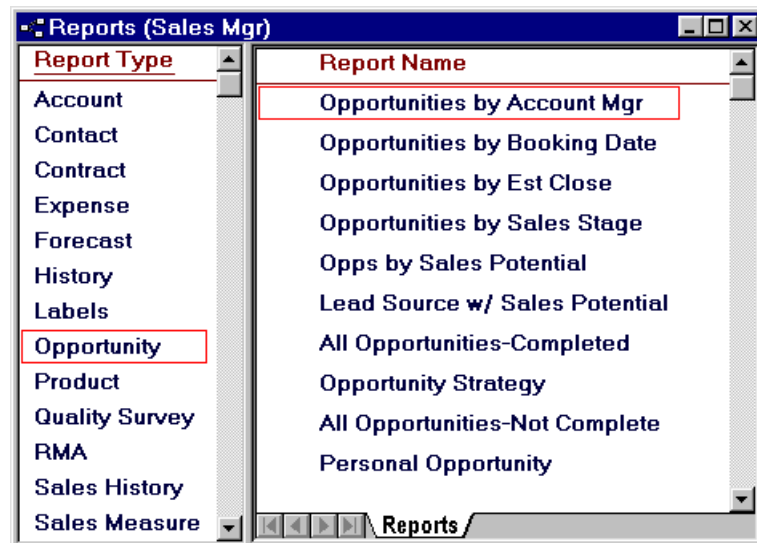 Reports (Sales Mgr)
Report Type
Account
Contact
Contract
Expense
Forecast
History
Labels
Opportunity
Product
Quality Survey
RMA
Sales History
Sales Measure
Report Name
Opportunities by Account Mgr
Opportunities by Booking Date
Opportunities by Est Close
Opportunities by Sales Stage
Opps by Sales Potential
Lead Source w/ Sales Potential
All Opportunities-Completed
Opportunity Strategy
All Opportunities-Not Complete
Personal Opportunity
Reports